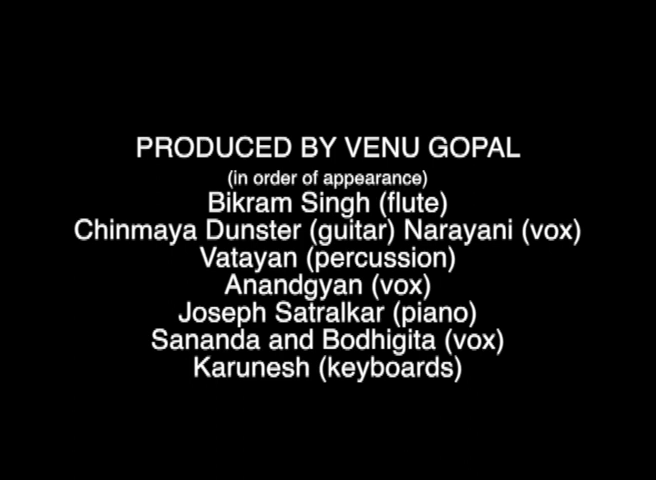 PRODUCED BY VENU GOPAL
(in order of appearance)
Bikram Singh (flute)
Chinmaya Dunster (guitar) Narayani (vox)
Vatayan (percussion)
Anandgyan (vox)
Joseph Satralkar (piano)
Sananda and Bodhigita (vox)
Karunesh (keyboards)